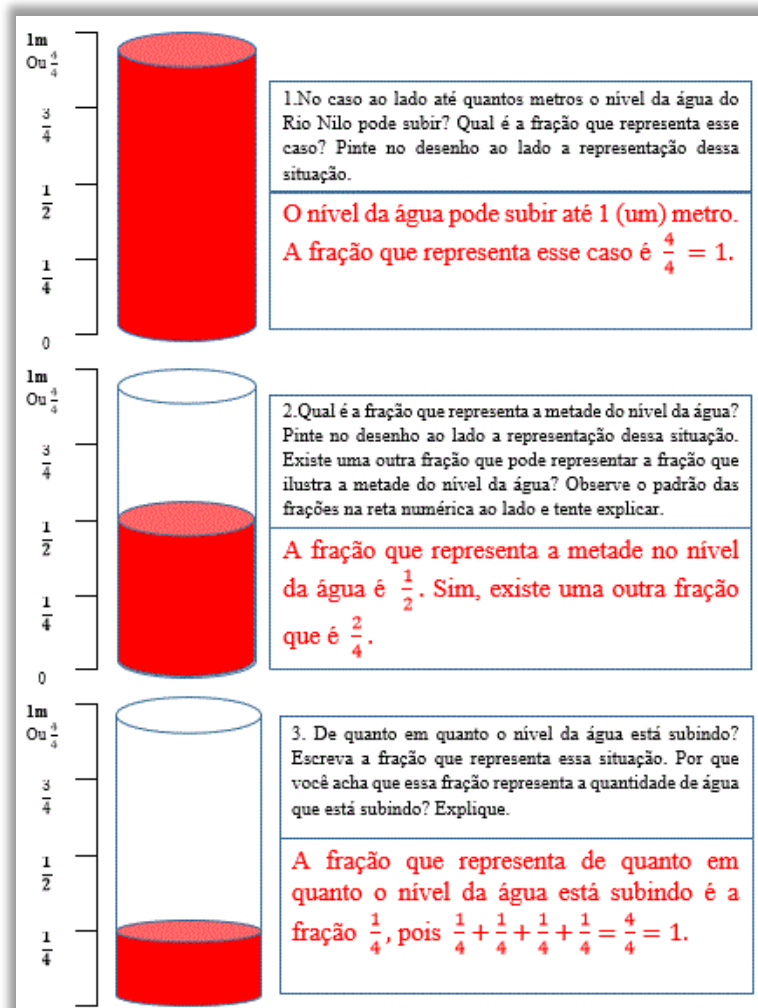 1m
Ou 4/4
3/4
1/2
1/4
0
1.No caso ao lado até quantos metros o nível da água do
Rio Nilo pode subir? Qual é a fração que representa esse
caso? Pinte no desenho ao lado a representação dessa
situação.
O nível da água pode subir até 1 (um) metro.
A fração que representa esse caso é 4/4 = 1.
1m
Ou 4/4
3/4
1/2
1/4
0
2.Qual é a fração que representa a metade do nível da água?
Pinte no desenho ao lado a representação dessa situação.
Existe uma outra fração que pode representar a fração que
ilustra a metade do nível da água? Observe o padrão das
frações na reta numérica ao lado e tente explicar.
A fração que representa a metade no nível
da água é 1/2. Sim, existe uma outra fração
que é 2/4.
1m
Ou 4/4
3/4
1/2
1/4
3. De quanto em quanto o nível da água está subindo?
Escreva a fração que representa essa situação. Por que
você acha que essa fração representa a quantidade de água
que está subindo? Explique.
A fração que representa de quanto em
quanto o nível da água está subindo é a
fração 1/4, pois 1/4 + 1/4 + 1/4 + 1/4 = 4/4 = 1.